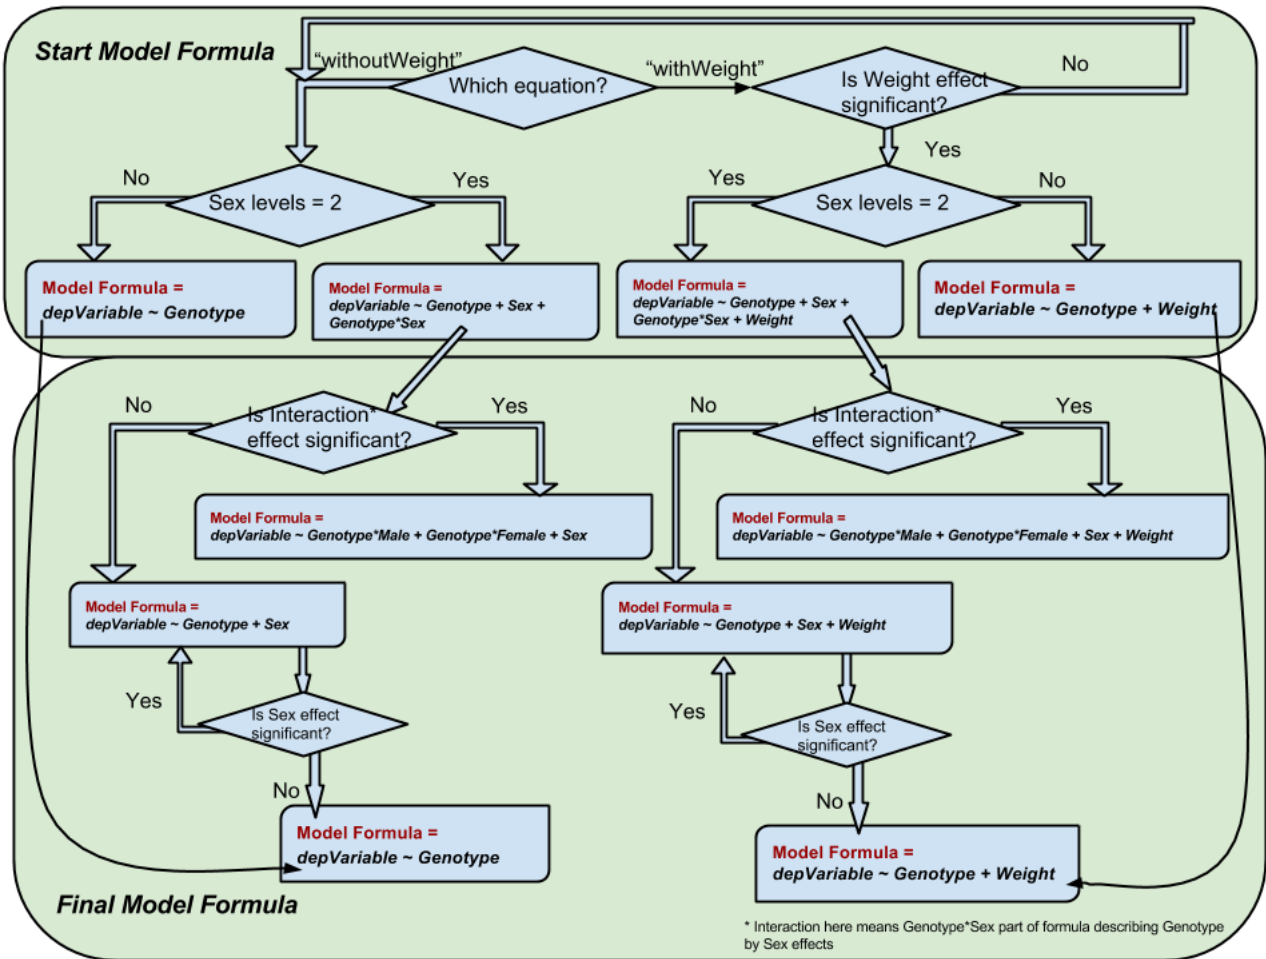 Start Model Formula
“withoutWeight”
Which equation?
“withWeight”
Is Weight effect
significant?
No
Yes
No
Sex levels = 2
Yes
Yes
Sex levels = 2
No
Model Formula =
depVariable ~ Genotype
Model Formula =
depVariable ~ Genotype + Sex +
Genotype*Sex
Model Formula =
depVariable ~ Genotype + Sex +
Genotype*Sex + Weight
Model Formula =
depVariable ~ Genotype + Weight
No
Is Interaction*
effect significant?
Yes
No
Is Interaction*
effect significant?
Yes
Model Formula =
depVariable ~ Genotype*Male + Genotype*Female + Sex
Model Formula =
depVariable ~ Genotype*Male + Genotype*Female + Sex + Weight
Model Formula =
depVariable ~ Genotype + Sex
Model Formula =
depVariable ~ Genotype + Sex + Weight
Yes
Is Sex effect
significant?
Yes
Is Sex effect
significant?
No
No
Model Formula =
depVariable ~ Genotype
Model Formula =
depVariable ~ Genotype + Weight
Final Model Formula
* Interaction here means Genotype*Sex part of formula describing Genotype
by Sex effects